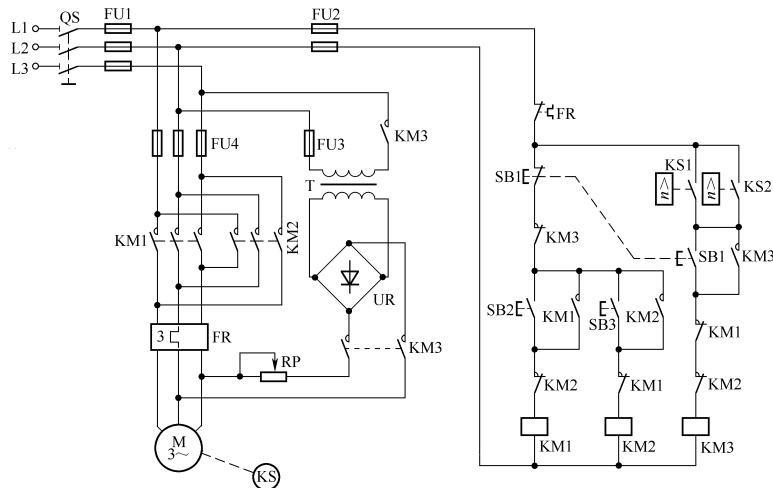 L1 QS FU1 FU2
L2
L3
FR
FU4 FU3 KM3
KS1
T
SB1 n> n> KS2
KM1 KM2 KM3 SB1 KM3
UR
SB2 KM1 SB3 KM2 KM1
3 FR KM3
RP
KM2 KM1 KM2
M
3~
KM1 KM2 KM3
KS